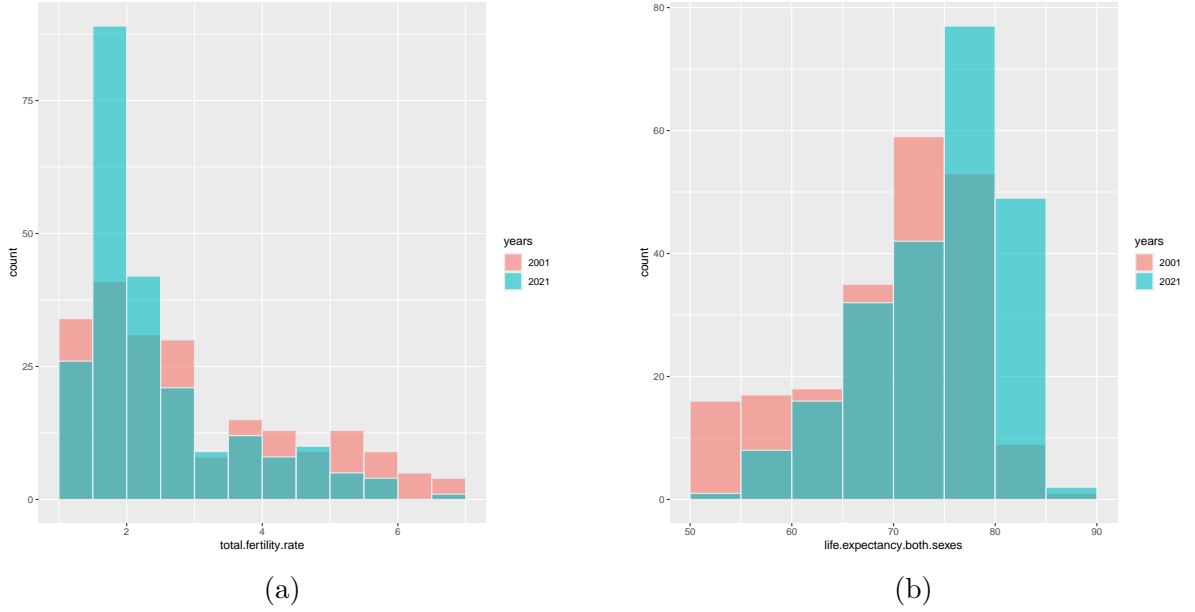 75
50
25
0
count
2
4
6
total.fertility.rate
years
2001
2021
(a)
80
60
40
20
0
count
50
60
70
80
90
life.expectancy.both.sexes
years
2001
2021
(b)